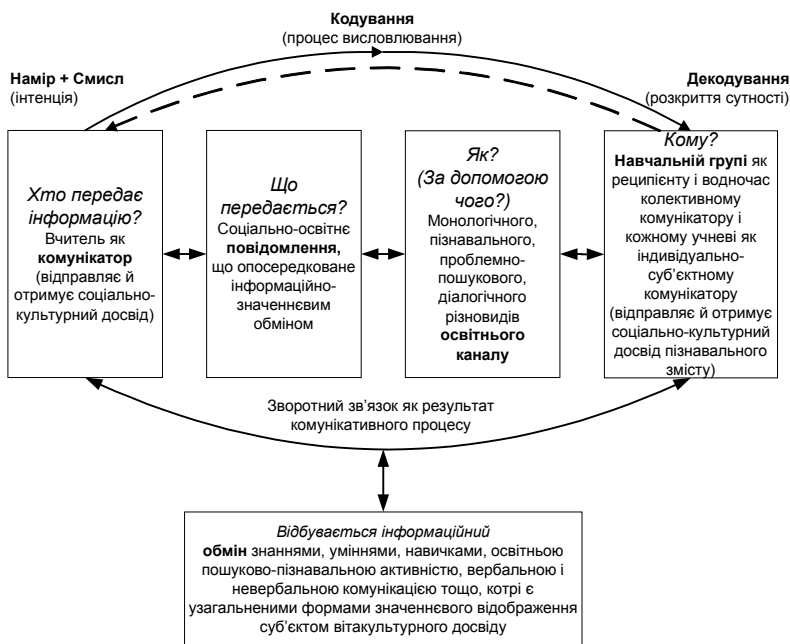 Кодування
(процес висловлювання)
Намір + Смисл
(інтенція)
Декодування
(розкриття сутності)
Хто передає
інформацію?
Вчитель як
комунікатор
(відправляє й
отримує соціально-
культурний досвід)
Що
передається?
Соціально-освітнє
повідомлення,
що опосередковане
інформаційно-
значеннєвим
обміном
Як?
(За допомогою
чого?)
Монологічного,
пізнавального,
проблемно-
пошукового,
діалогічного
різновидів
освітнього
каналу
Кому?
Навчальній групі як
реципієнту і водночас
колективному
комунікатору і
кожному учневі як
індивідуально-
суб’єктному
комунікатору
(відправляє й отримує
соціально-культурний
досвід пізнавального
змісту)
Зворотний зв’язок як результат
комунікативного процесу
Відбувається інформаційний
обмін знаннями, уміннями, навичками, освітньою
пошуково-пізнавальною активністю, вербальною і
невербальною комунікацією тощо, котрі є
узагальненими формами значеннєвого відображення
суб’єктом вітакультурного досвіду